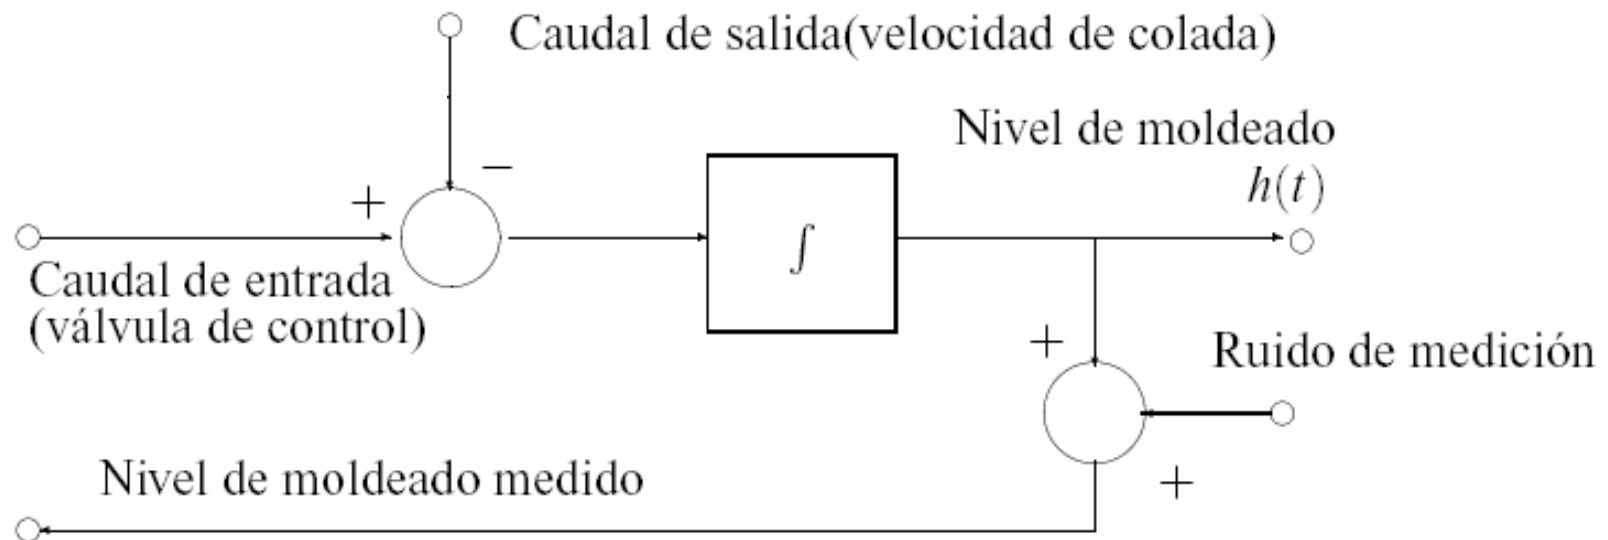 Caudal de salida(velocidad de colada)
Nivel de moldeado
h(t)
−
+
∫
Caudal de entrada
(válvula de control)
+
Ruido de medición
Nivel de moldeado medido
+